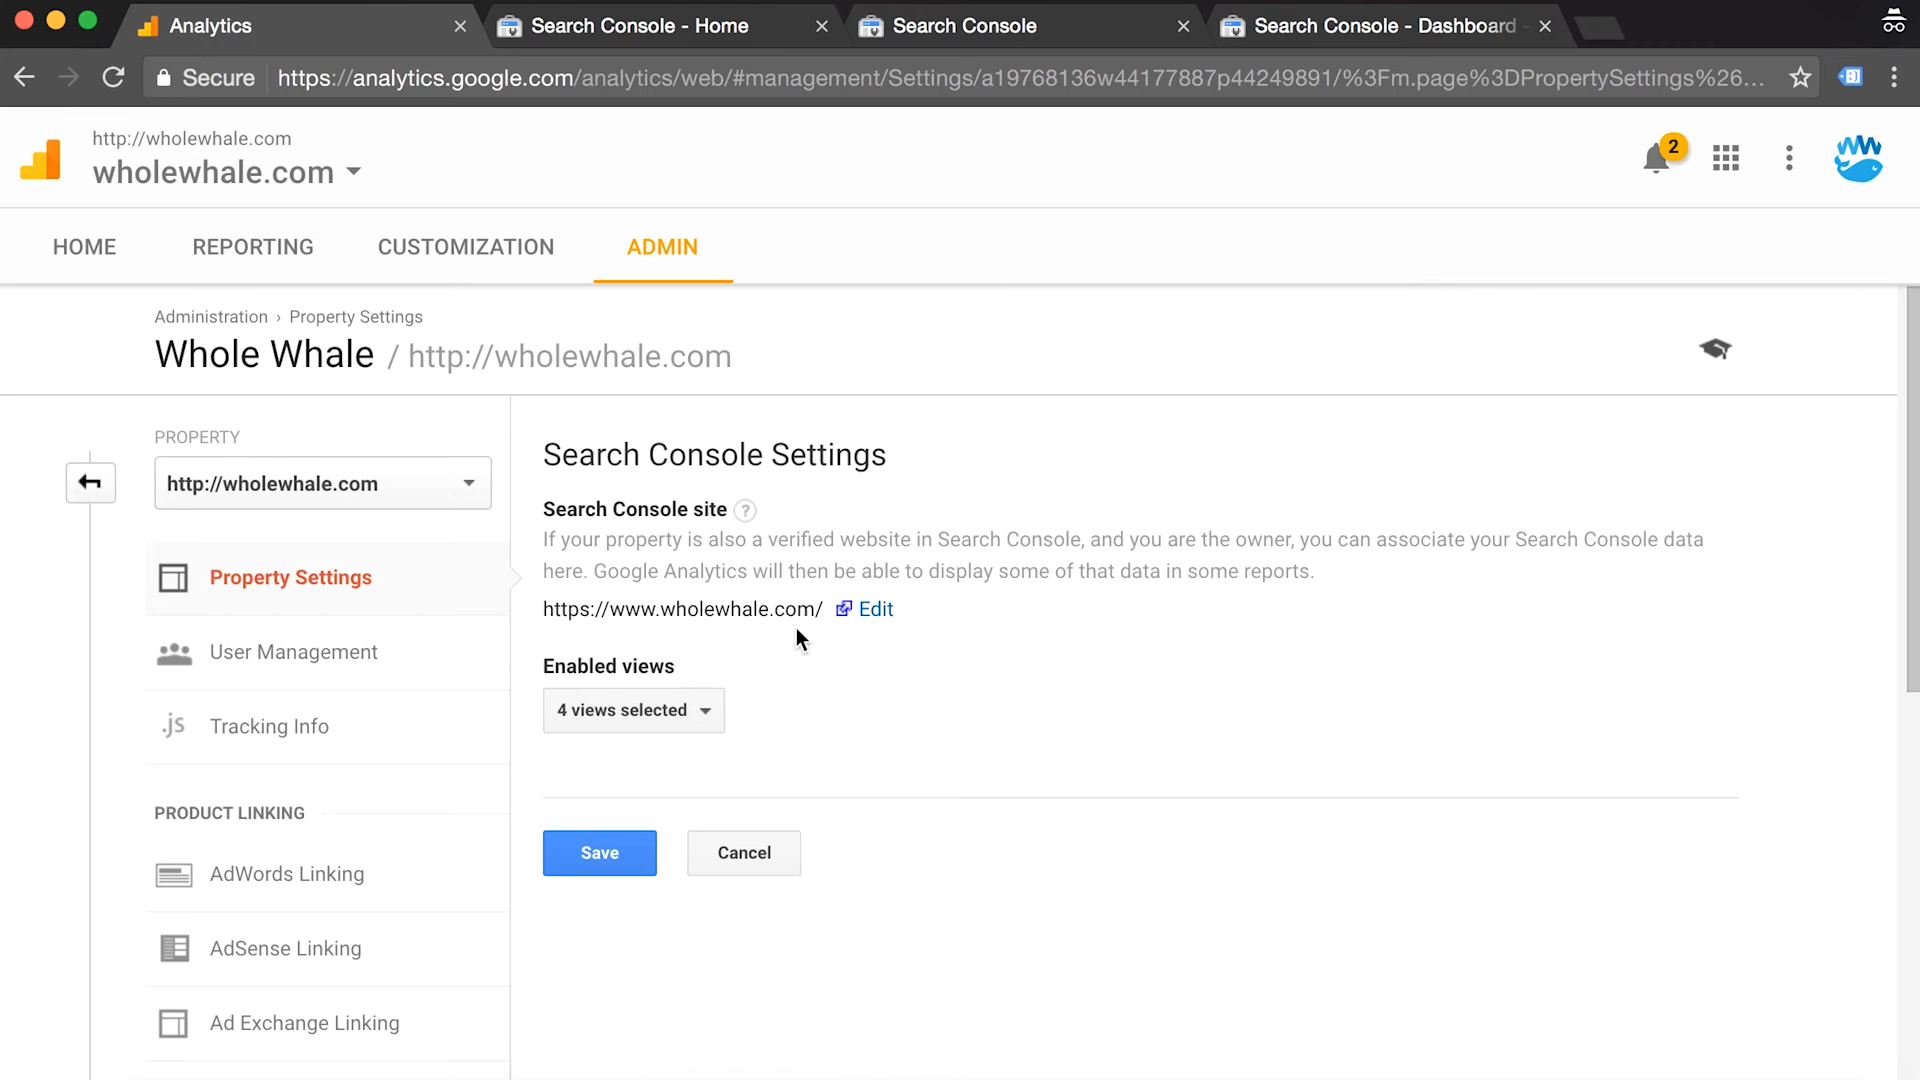 Analytics
Search Console - Home
Search Console
Search Console - Dashboard -
Secure
https://analytics.google.com/analytics/web/#management/Settings/a19768136w44177887p44249891/%3Fm.page%3DPropertySettings%26...
http://wholewhale.com
wholewhale.com
2
WW
HOME
REPORTING
CUSTOMIZATION
ADMIN
Administration › Property Settings
Whole Whale / http://wholewhale.com
PROPERTY
http://wholewhale.com
Property Settings
User Management
.js Tracking Info
PRODUCT LINKING
AdWords Linking
AdSense Linking
Ad Exchange Linking
Search Console Settings
Search Console site ?
If your property is also a verified website in Search Console, and you are the owner, you can associate your Search Console data
here. Google Analytics will then be able to display some of that data in some reports.
https://www.wholewhale.com/ Edit
Enabled views
4 views selected
Save
Cancel